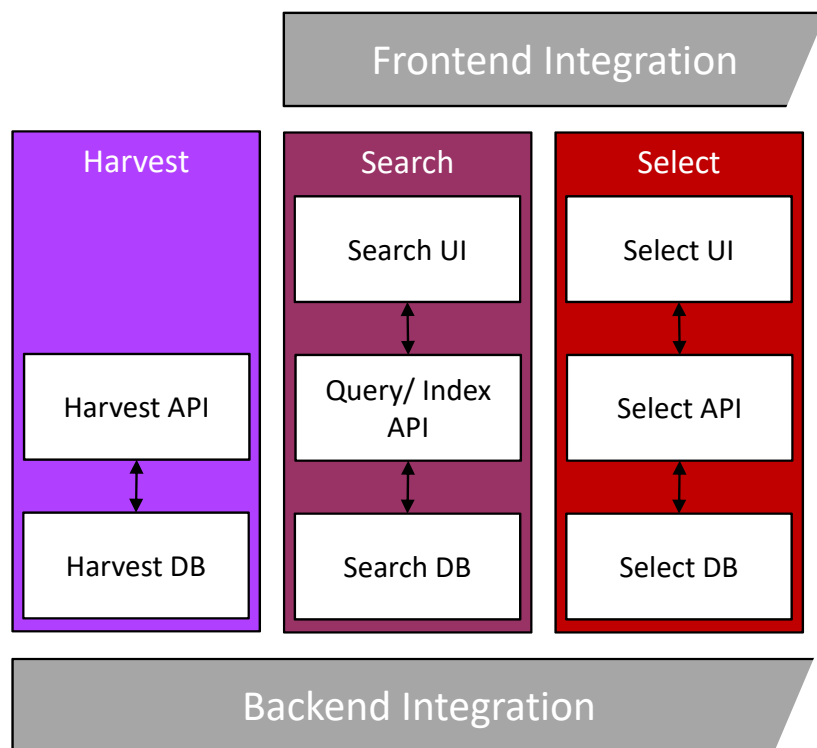 Frontend Integration
Harvest
Search
Select
Search UI
Select UI
Harvest API
Query/ Index
API
Select API
Harvest DB
Search DB
Select DB
Backend Integration